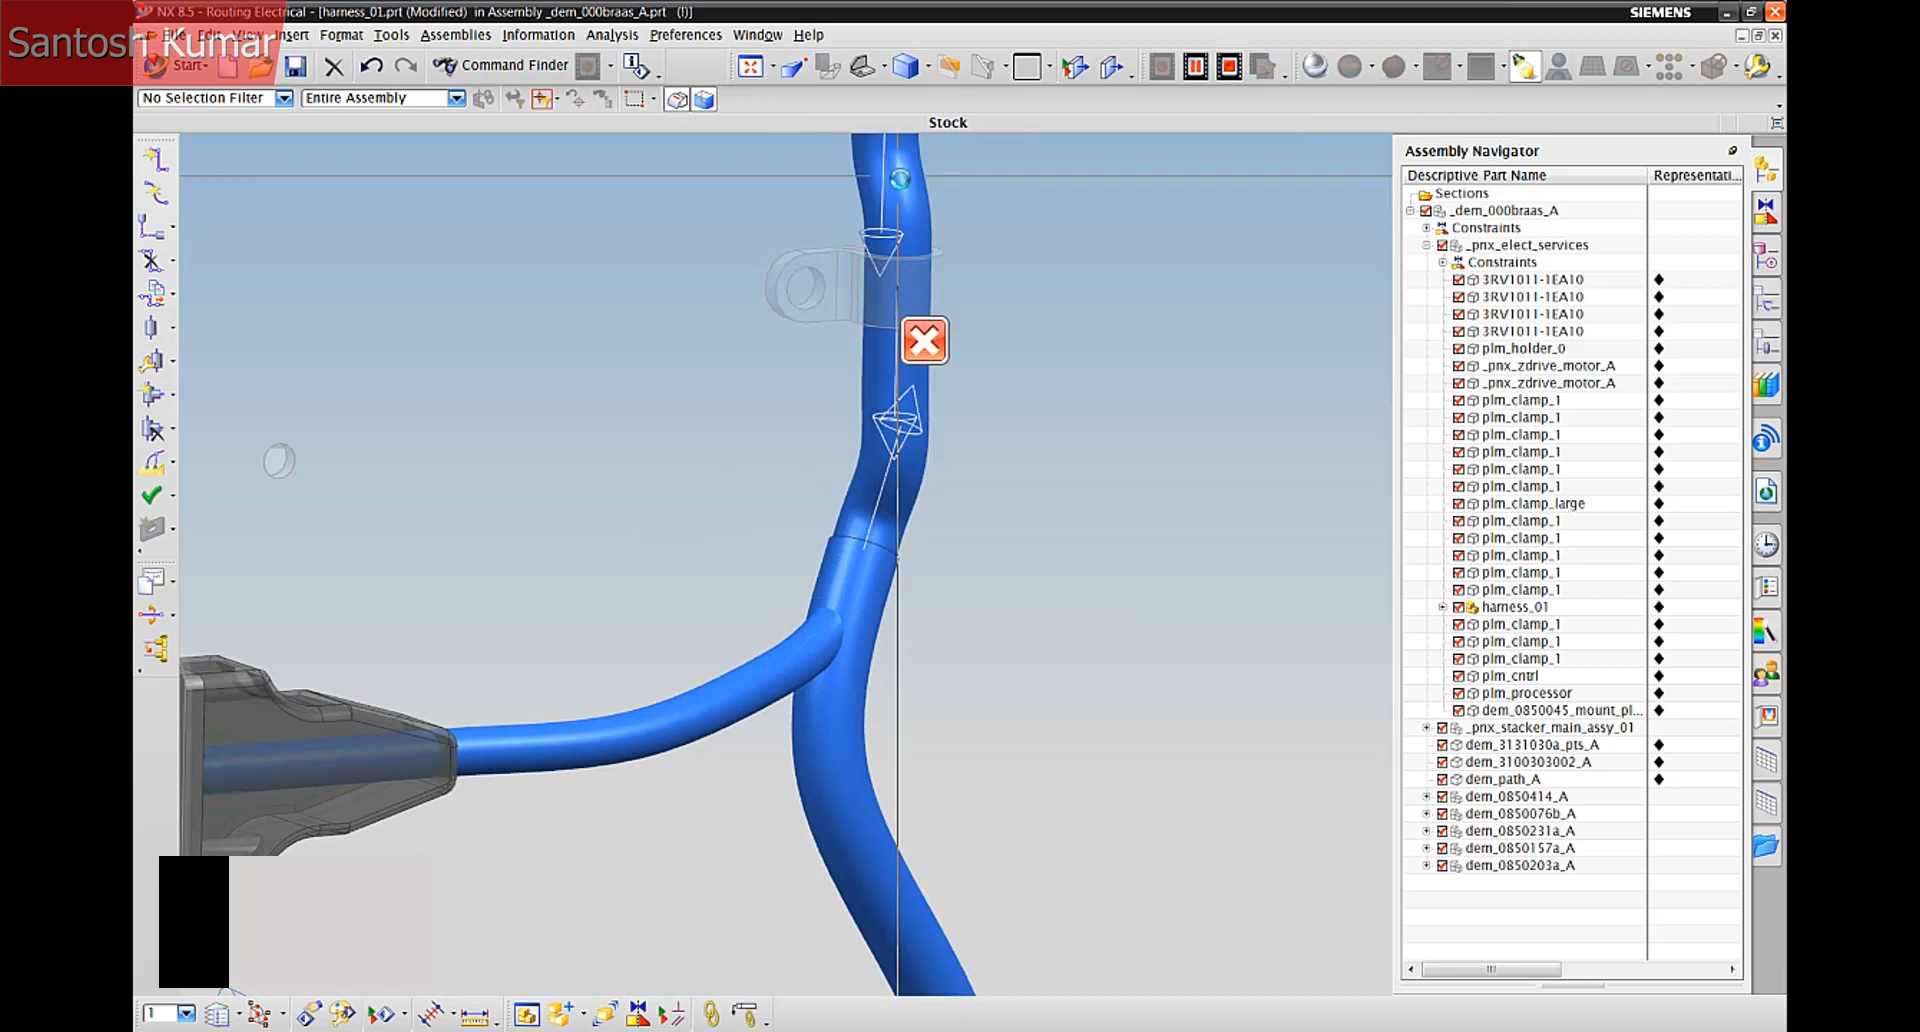 NX 8.5 - Routing Electrical - [harness_01.prt (Modified) in Assembly _dem_000braas_A.prt (!)]
SIEMENS
Santosh Kumar
File Edit View Insert Format Tools Assemblies Information Analysis Preferences Window Help
Start
Command Finder
No Selection Filter
Entire Assembly
Stock
Assembly Navigator
Descriptive Part Name
Representati...
Sections
_dem_000braas_A
Constraints
_pnx_elect_services
Constraints
3RV1011-1EA10
3RV1011-1EA10
3RV1011-1EA10
3RV1011-1EA10
plm_holder_0
_pnx_zdrive_motor_A
_pnx_zdrive_motor_A
plm_clamp_1
plm_clamp_1
plm_clamp_1
plm_clamp_1
plm_clamp_1
plm_clamp_1
plm_clamp_large
plm_clamp_1
plm_clamp_1
plm_clamp_1
plm_clamp_1
plm_clamp_1
harness_01
plm_clamp_1
plm_clamp_1
plm_clamp_1
plm_cntrl
plm_processor
dem_0850045_mount_pl...
_pnx_stacker_main_assy_01
dem_3131030a_pts_A
dem_3100303002_A
dem_path_A
dem_0850414_A
dem_0850076b_A
dem_0850231a_A
dem_0850157a_A
dem_0850203a_A
1